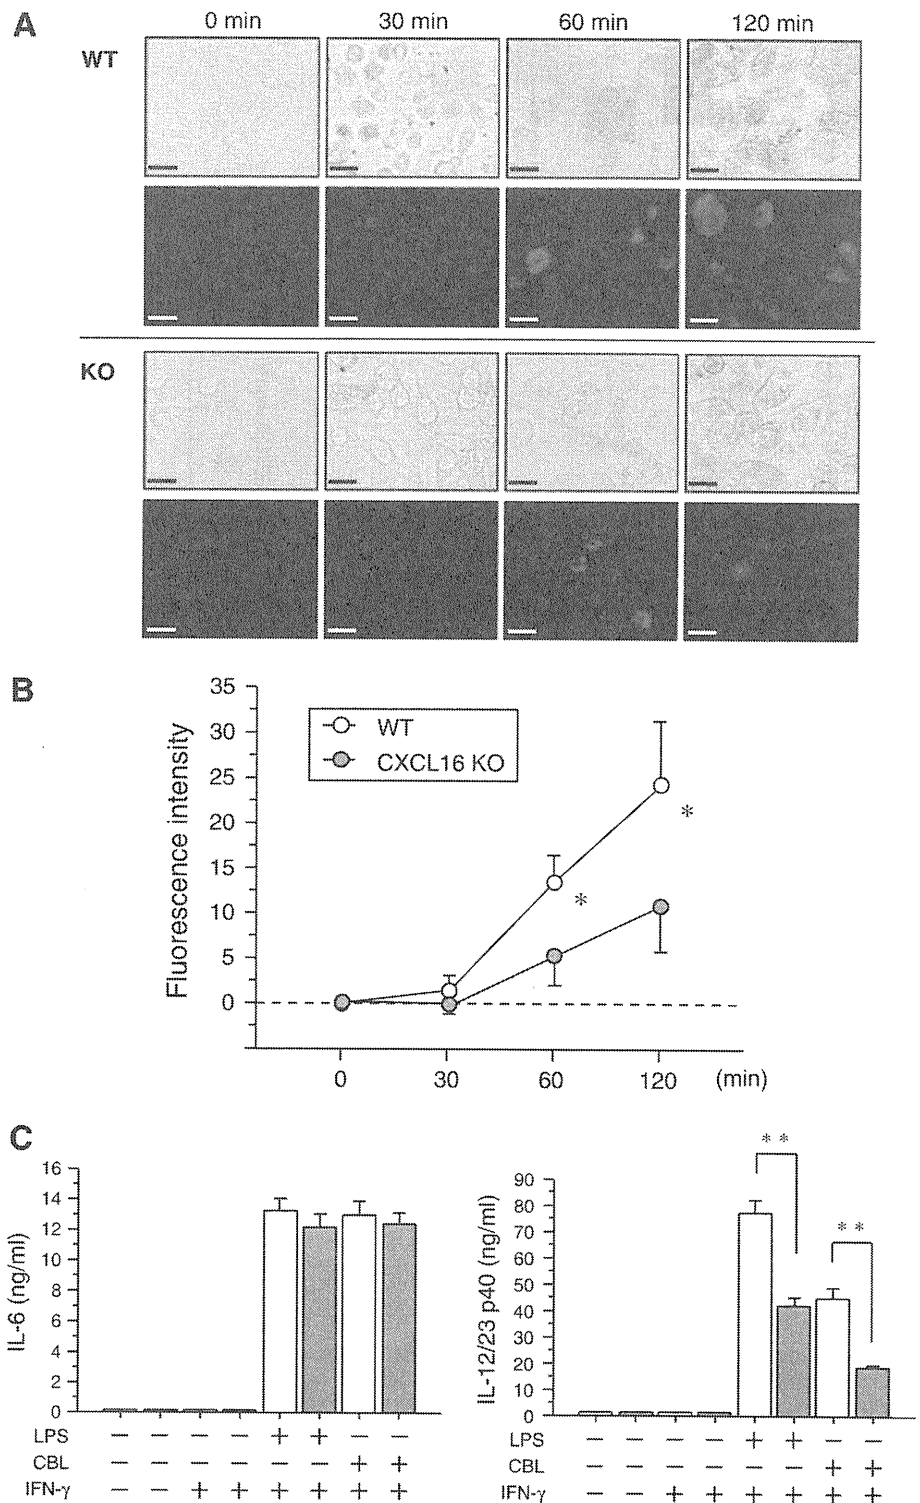 A
0 min 30 min 60 min 120 min
WT
KO
B
35
30
25
20
15
10
5
0
Fluorescence intensity
WT
CXCL16 KO
*
*
0 30 60 120 (min)
C
16
14
12
10
8
6
4
2
0
IL-6 (ng/ml)
LPS − − − − + + − −
CBL − − − − − − + +
IFN-γ − − + + + + + +
* *
* *
90
80
70
60
50
40
30
20
10
0
IL-12/23 p40 (ng/ml)
LPS − − − − + + − −
CBL − − − − − − + +
IFN-γ − − + + + + + +